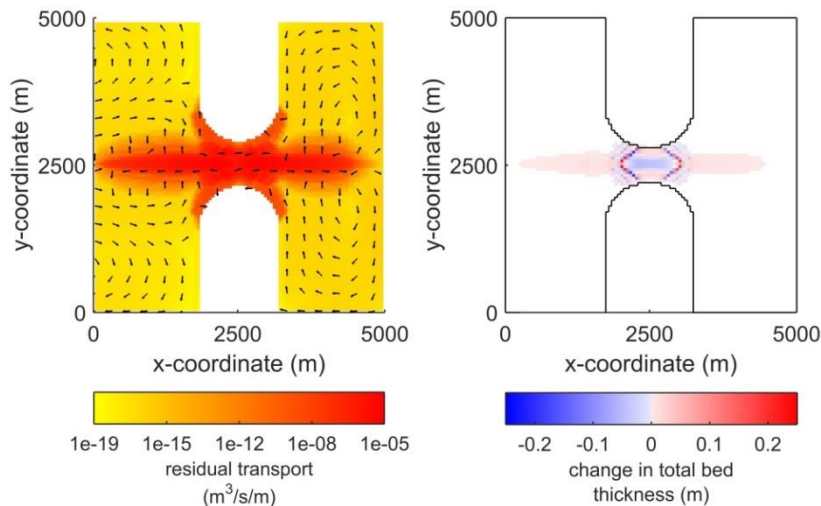 5000
2500
0
y-coordinate (m)
0
2500
5000
x-coordinate (m)
1e-19
1e-15
1e-12
1e-08
1e-05
residual transport
(m³/s/m)
5000
2500
0
y-coordinate (m)
0
2500
5000
x-coordinate (m)
-0.2
-0.1
0
0.1
0.2
change in total bed
thickness (m)